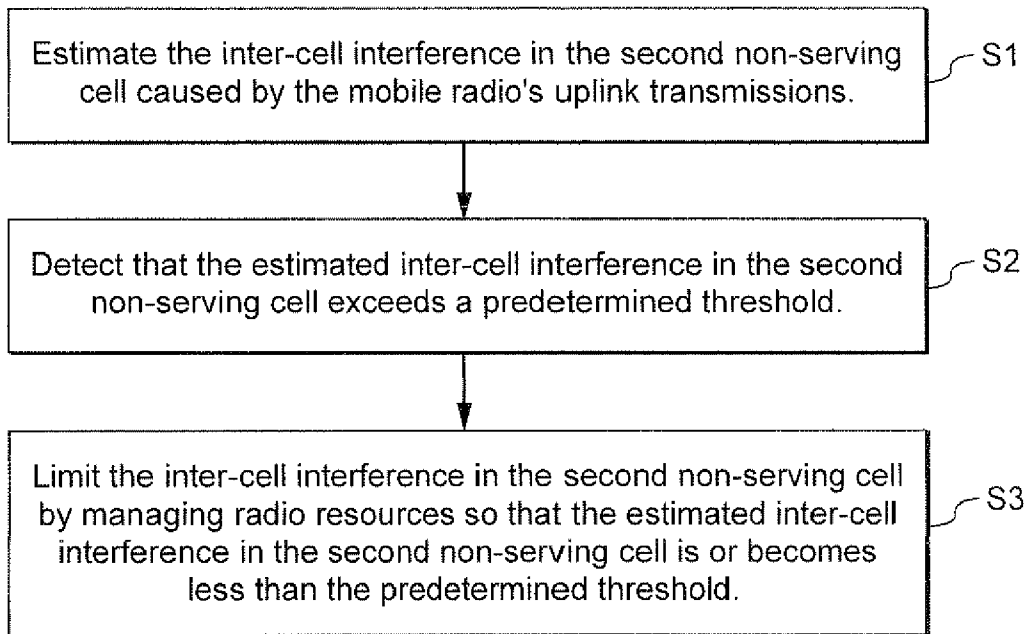 Estimate the inter-cell interference in the second non-serving
cell caused by the mobile radio's uplink transmissions.
S1
Detect that the estimated inter-cell interference in the second
non-serving cell exceeds a predetermined threshold.
S2
Limit the inter-cell interference in the second non-serving cell
by managing radio resources so that the estimated inter-cell
interference in the second non-serving cell is or becomes
less than the predetermined threshold.
S3